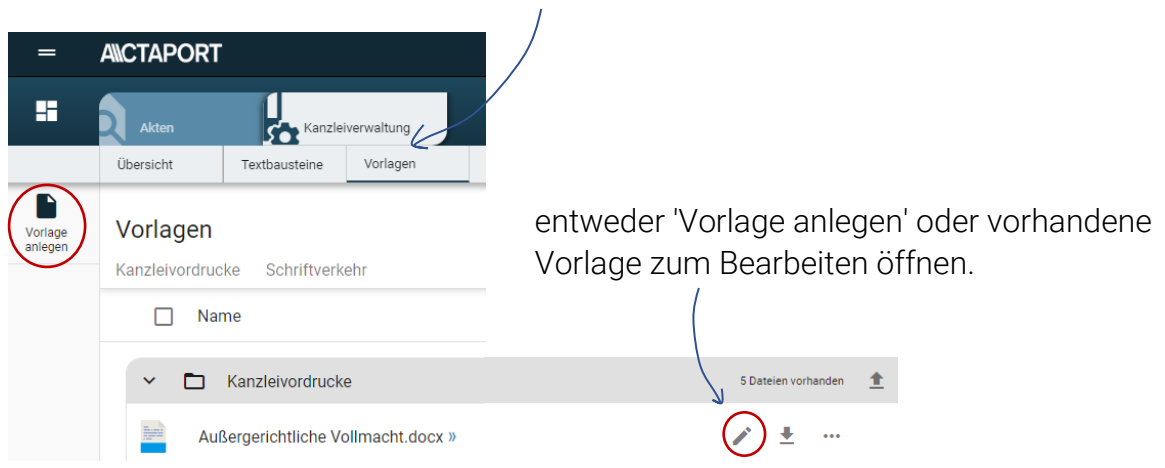 ACTAPORT
Akten
Kanzleiverwaltung
Übersicht
Textbausteine
Vorlagen
Vorlage
anlegen
Vorlagen
Kanzleivordrucke
Schriftverkehr
entweder 'Vorlage anlegen' oder vorhandene
Vorlage zum Bearbeiten öffnen.
Name
Kanzleivordrucke
5 Dateien vorhanden
Außergerichtliche Vollmacht.docx »